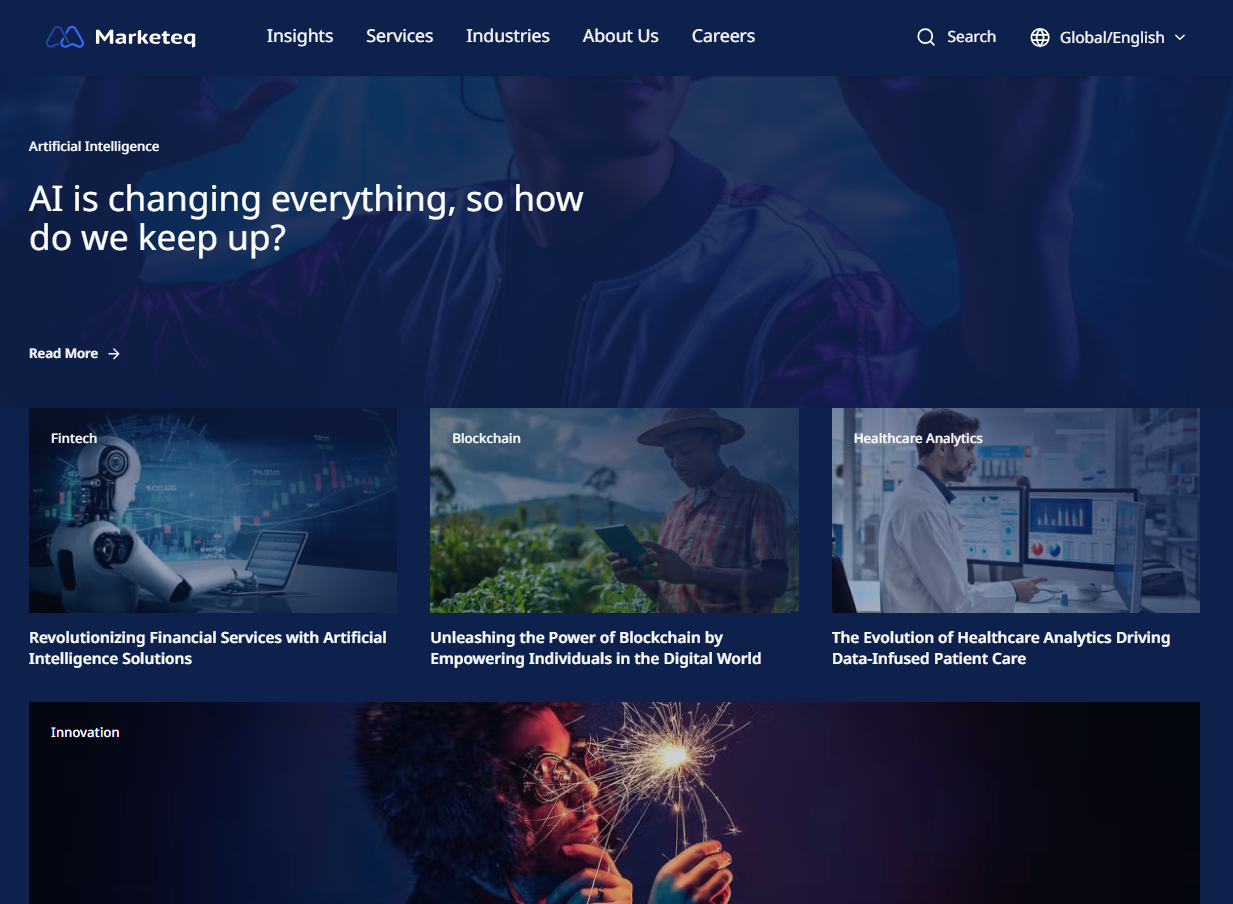 Marketeq
Insights
Services
Industries
About Us
Careers
Search
Global/English
Artificial Intelligence
AI is changing everything, so how
do we keep up?
Read More
Fintech
Blockchain
Healthcare Analytics
Revolutionizing Financial Services with Artificial
Intelligence Solutions
Unleashing the Power of Blockchain by
Empowering Individuals in the Digital World
The Evolution of Healthcare Analytics Driving
Data-Infused Patient Care
Innovation